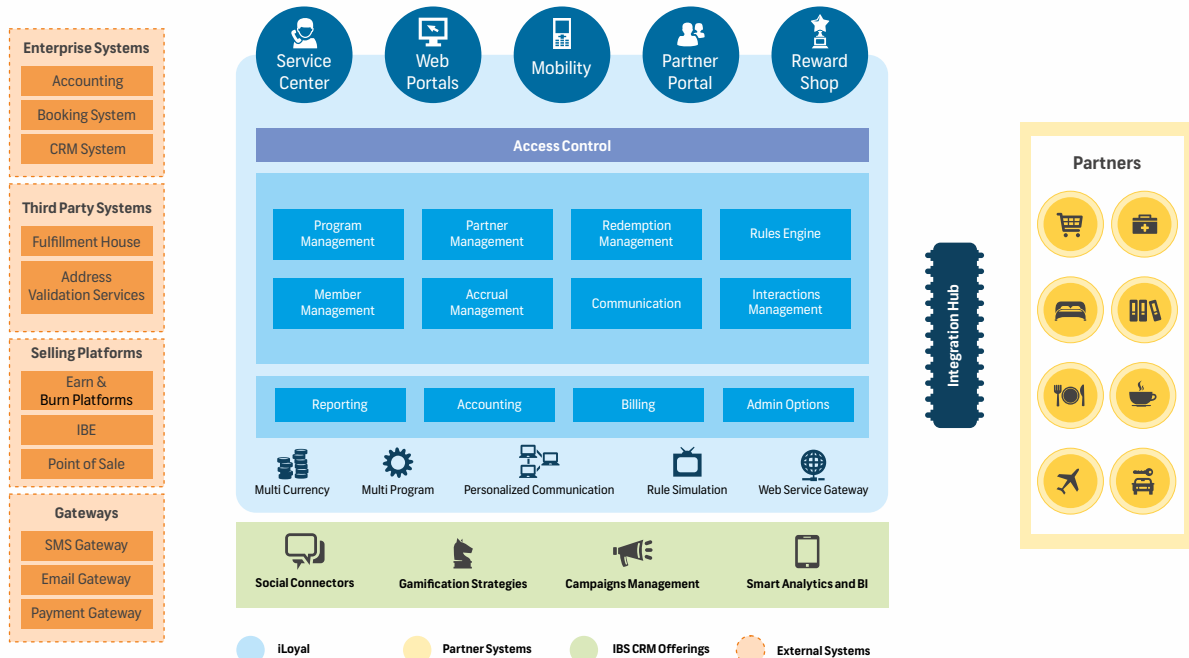 Enterprise Systems
Accounting
Booking System
CRM System
Third Party Systems
Fulfillment House
Address
Validation Services
Selling Platforms
Earn &
Burn Platforms
IBE
Point of Sale
Gateways
SMS Gateway
Email Gateway
Payment Gateway
Service
Center
Web
Portals
Mobility
Partner
Portal
Reward
Shop
Access Control
Program
Management
Partner
Management
Redemption
Management
Rules Engine
Member
Management
Accrual
Management
Communication
Interactions
Management
Reporting
Accounting
Billing
Admin Options
Multi Currency
Multi Program
Personalized Communication
Rule Simulation
Web Service Gateway
Social Connectors
Gamification Strategies
Campaigns Management
Smart Analytics and BI
Integration Hub
Partners
iLoyal
Partner Systems
IBS CRM Offerings
External Systems